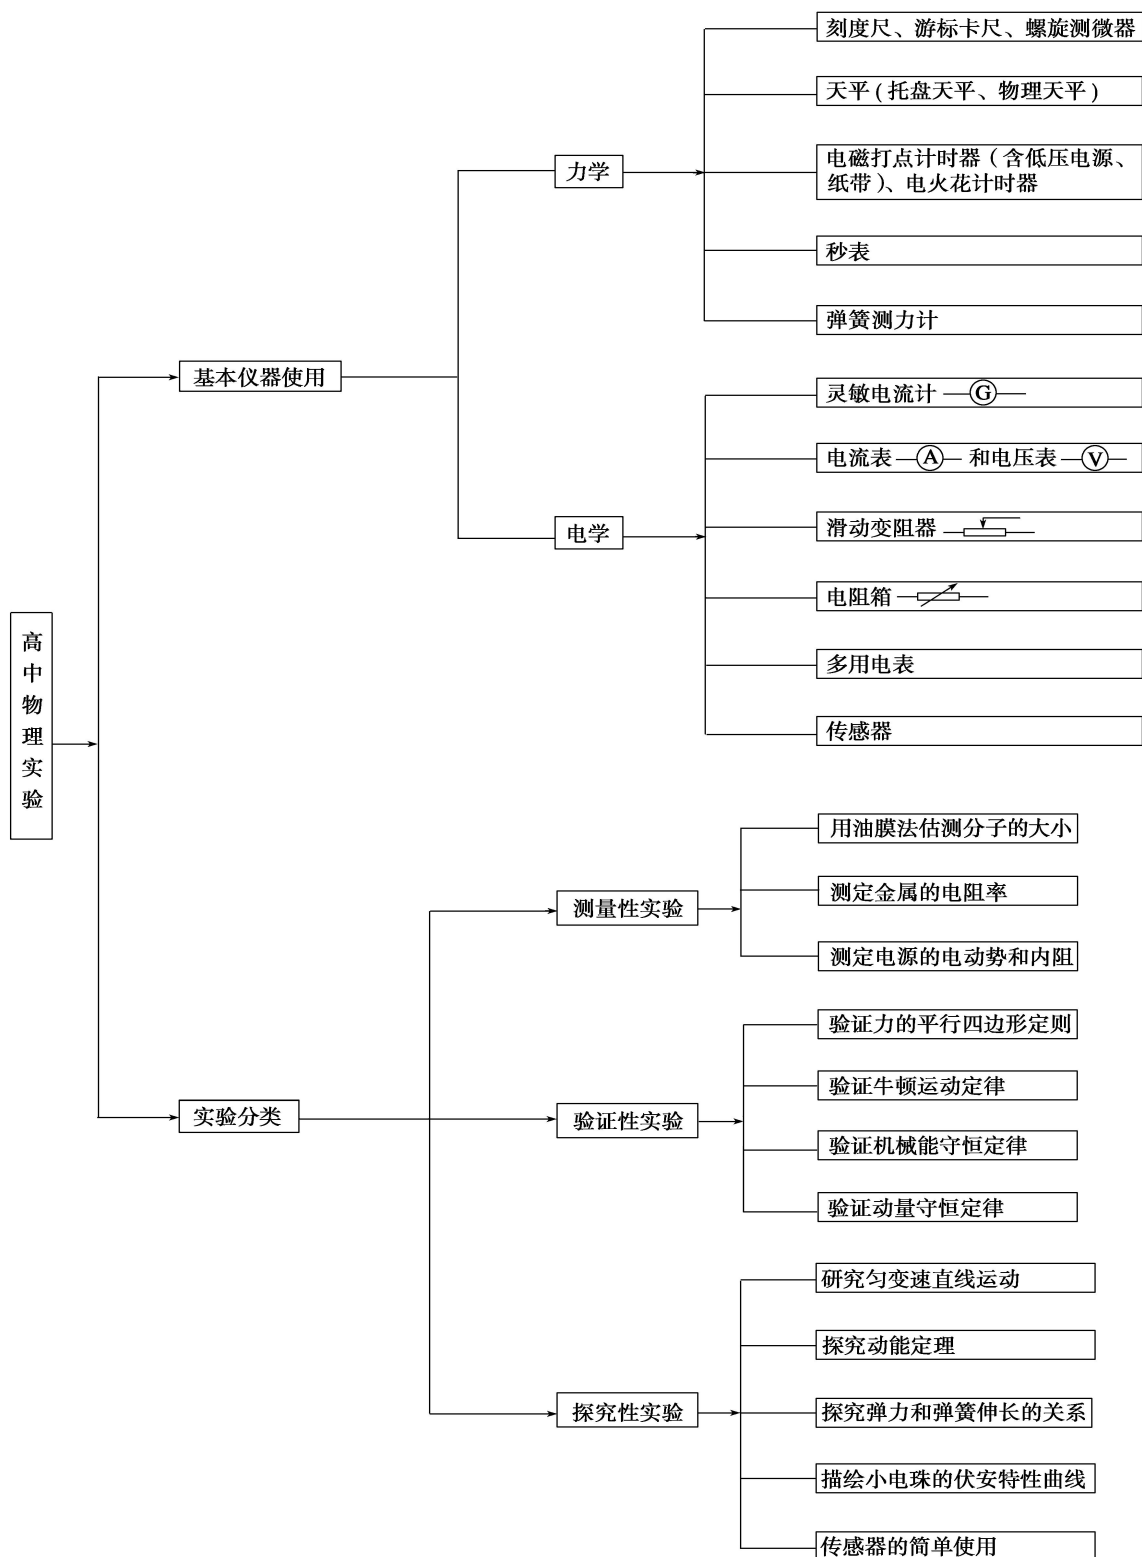 刻度尺、游标卡尺、螺旋测微器
天平(托盘天平、物理天平)
电磁打点计时器(含低压电源、
纸带)、电火花计时器
力学
秒表
弹簧测力计
基本仪器使用
灵敏电流计 G
电流表 A 和电压表 V
滑动变阻器
电学
电阻箱
多用电表
传感器
高中物理实验
用油膜法估测分子的大小
测定金属的电阻率
测量性实验
测定电源的电动势和内阻
验证力的平行四边形定则
验证牛顿运动定律
实验分类
验证性实验
验证机械能守恒定律
验证动量守恒定律
研究匀变速直线运动
探究动能定理
探究性实验
探究弹力和弹簧伸长的关系
描绘小电珠的伏安特性曲线
传感器的简单使用